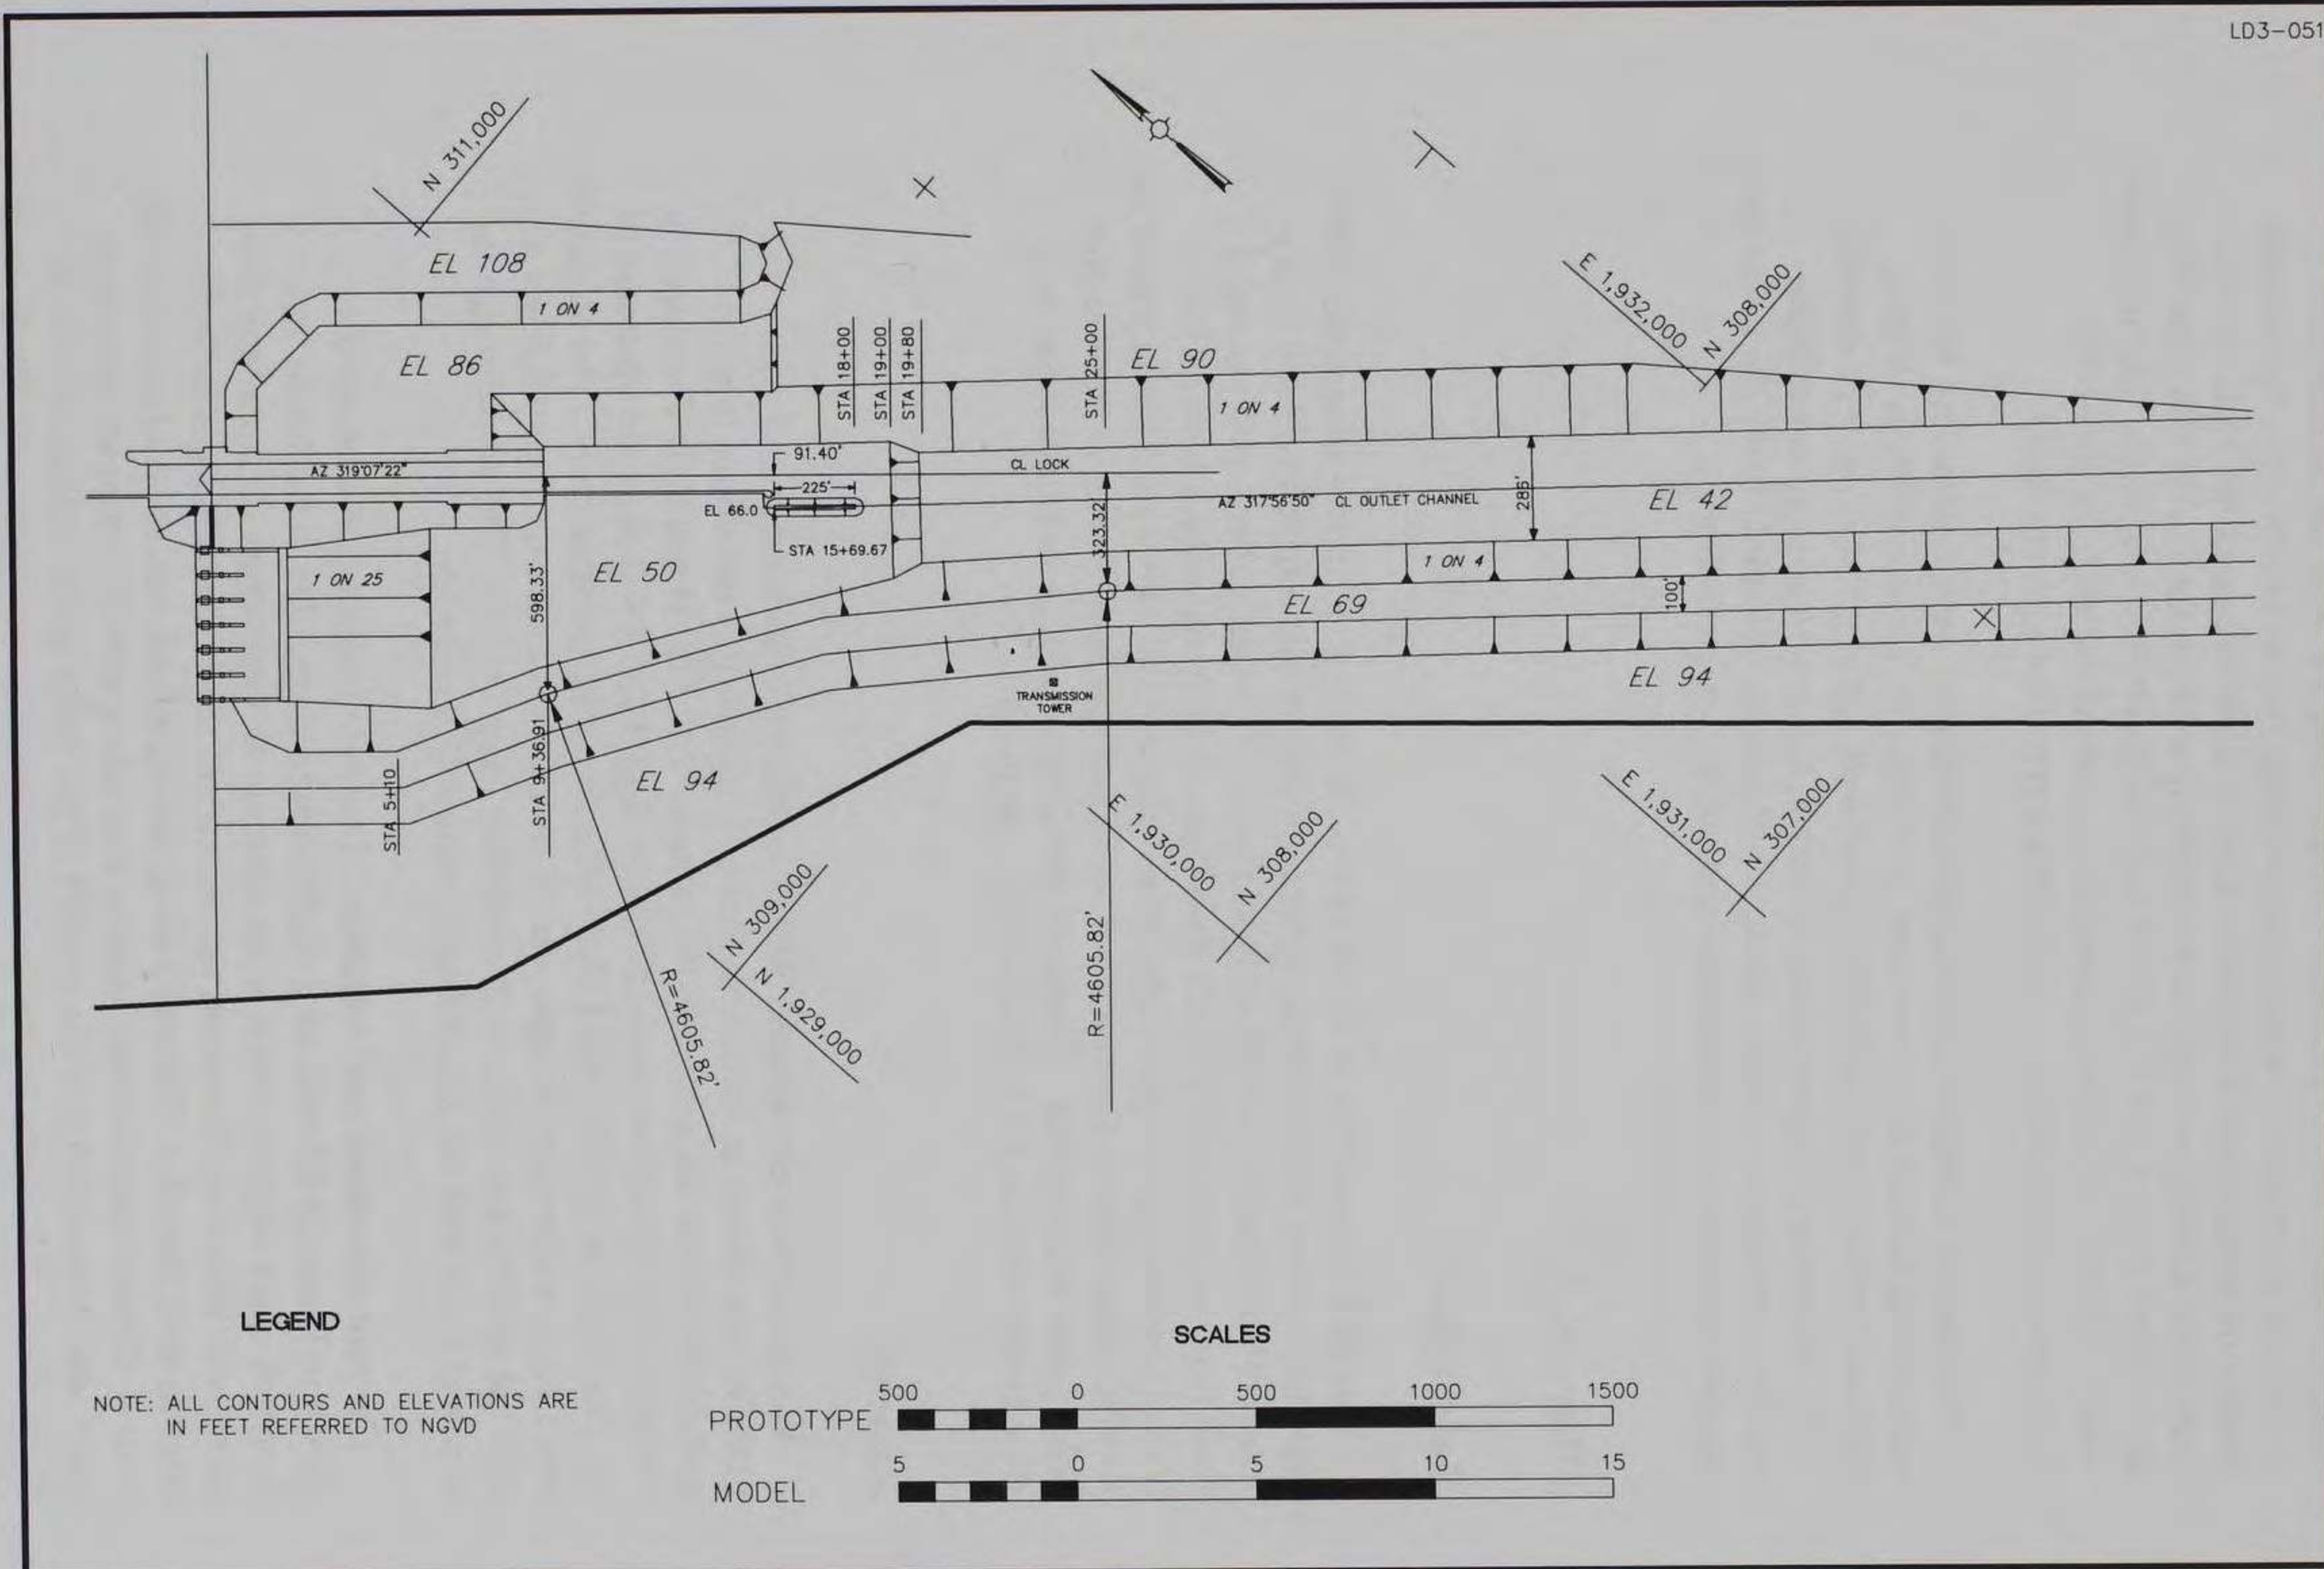 LD3-051
N 311,000
EL 108
1 ON 4
EL 86
STA 18+00
STA 19+00
STA 19+80
STA 25+00
EL 90
1 ON 4
E 1,932,000
N 308,000
AZ 319°07'22"
91.40'
225'
CL LOCK
EL 66.0
STA 15+69.67
AZ 317°56'50" CL OUTLET CHANNEL
286'
EL 42
323.32'
1 ON 25
598.33'
EL 50
1 ON 4
EL 69
100'
EL 94
TRANSMISSION
TOWER
STA 5+10
STA 9+36.91
EL 94
E 1,930,000
N 308,000
E 1,931,000
N 307,000
N 309,000
N 1,929,000
R=4605.82'
R=4605.82'
LEGEND
NOTE: ALL CONTOURS AND ELEVATIONS ARE
IN FEET REFERRED TO NGVD
SCALES
500 0 500 1000 1500
PROTOTYPE
5 0 5 10 15
MODEL